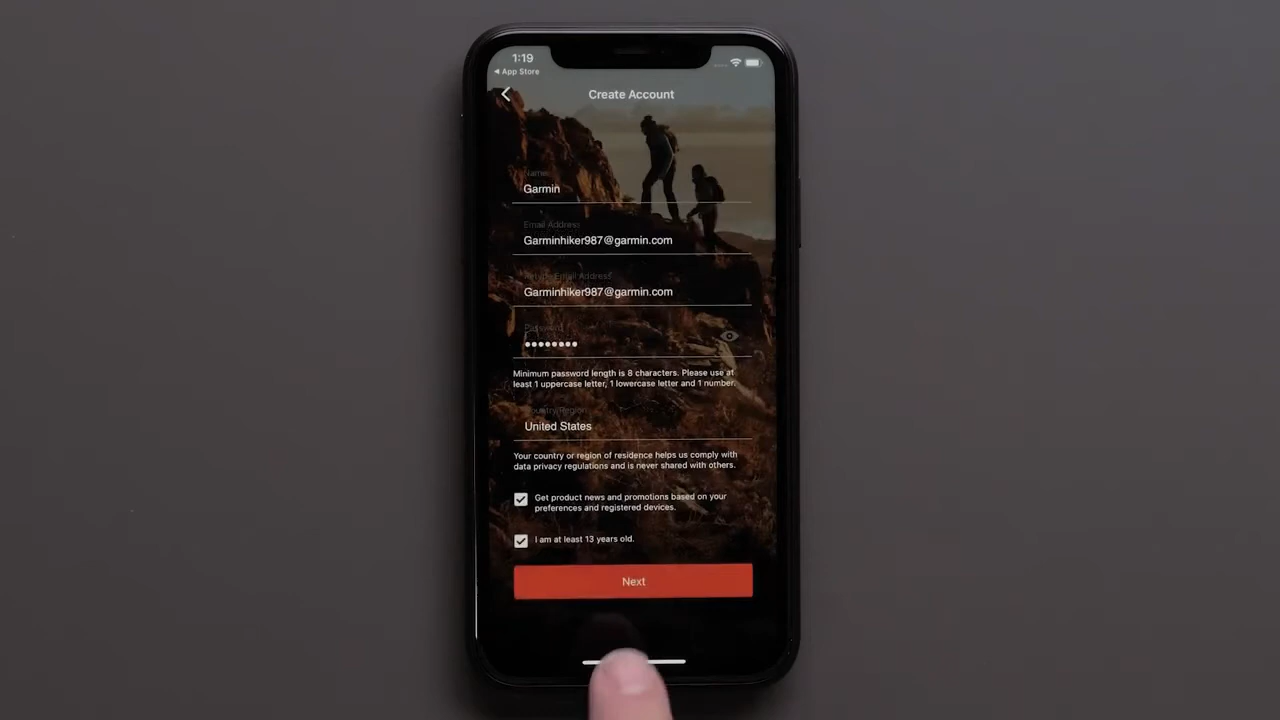 1:19
App Store
Create Account
Name
Garmin
Email Address
Garminhiker987@garmin.com
Retype Email Address
Garminhiker987@garmin.com
Password
Minimum password length is 8 characters. Please use at
least 1 uppercase letter, 1 lowercase letter and 1 number.
Country/Region
United States
Your country or region of residence helps us comply with
data privacy regulations and is never shared with others.
Get product news and promotions based on your
preferences and registered devices.
I am at least 13 years old.
Next